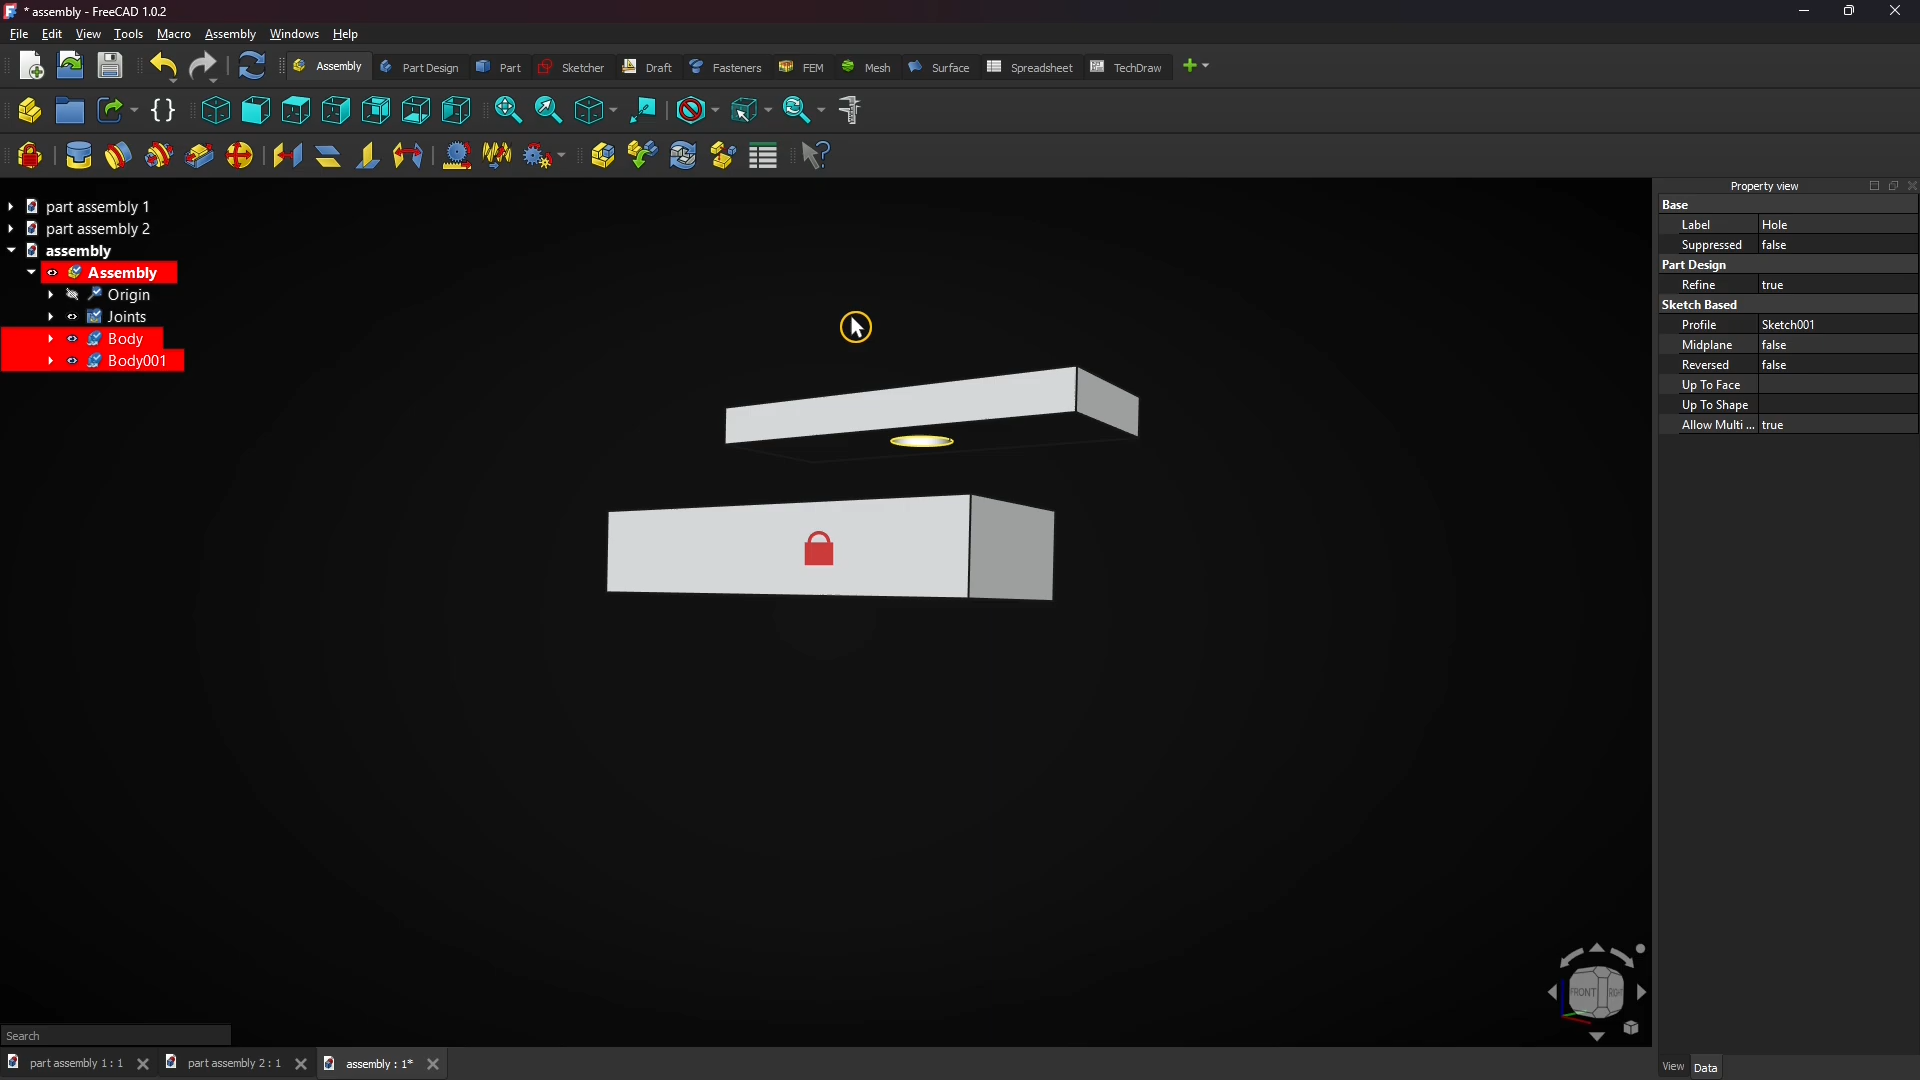 * assembly - FreeCAD 1.0.2
File Edit View Tools Macro Assembly Windows Help
Assembly Part Design Part Sketcher Draft Fasteners FEM Mesh Surface Spreadsheet TechDraw
part assembly 1
part assembly 2
assembly
Assembly
Origin
Joints
Body
Body001
Property view
Base
Label Hole
Suppressed false
Part Design
Refine true
Sketch Based
Profile Sketch001
Midplane false
Reversed false
Up To Face
Up To Shape
Allow Multi ... true
FRONT RIGHT
Search
View Data
part assembly 1 : 1 part assembly 2 : 1 assembly : 1*